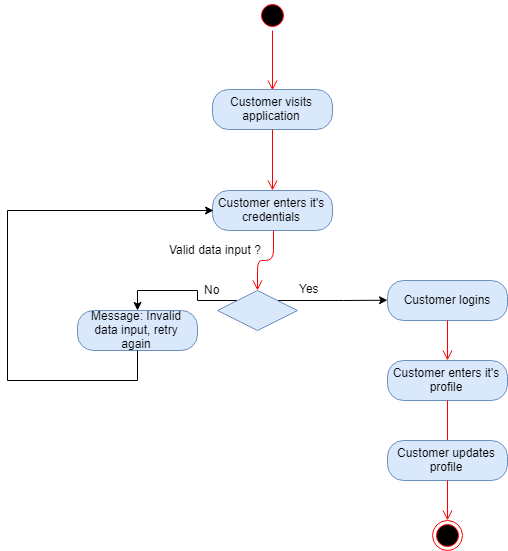 Customer visits
application
Customer enters it's
credentials
Valid data input ?
No
Yes
Message: Invalid
data input, retry
again
Customer logins
Customer enters it's
profile
Customer updates
profile